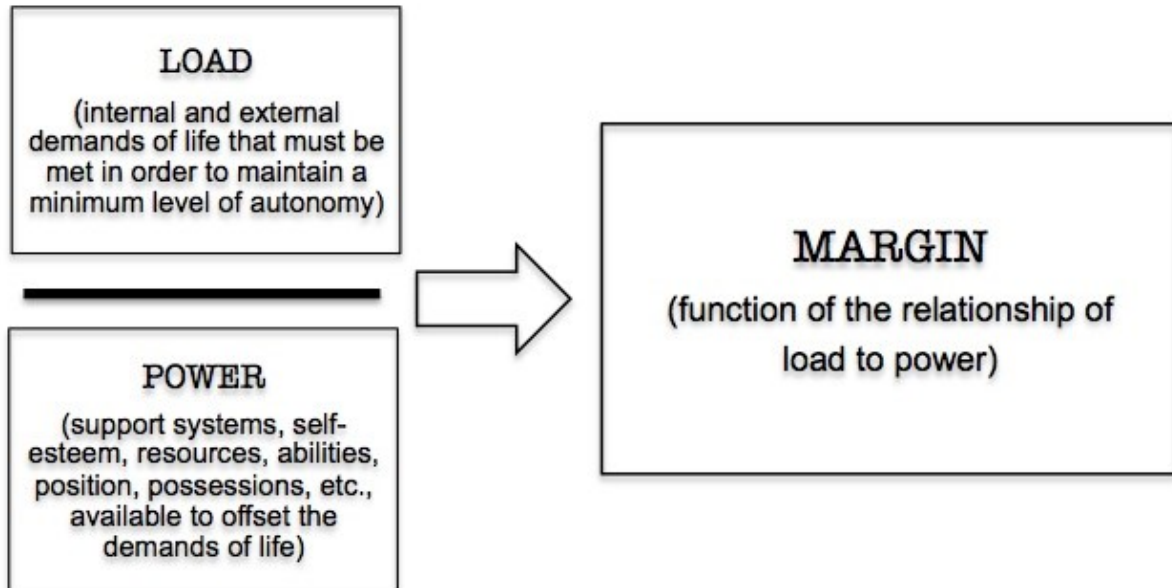 LOAD
(internal and external
demands of life that must be
met in order to maintain a
minimum level of autonomy)
POWER
(support systems, self-
esteem, resources, abilities,
position, possessions, etc.,
available to offset the
demands of life)
MARGIN
(function of the relationship of
load to power)